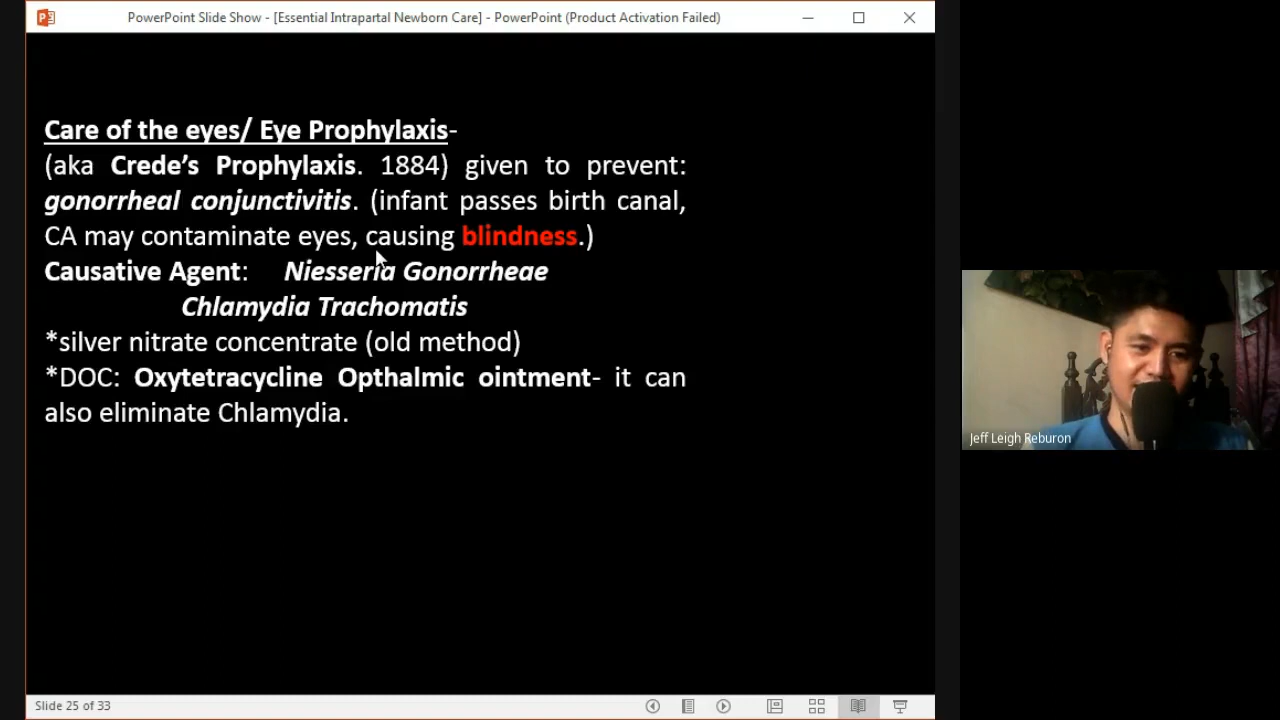 PowerPoint Slide Show - [Essential Intrapartal Newborn Care] - PowerPoint (Product Activation Failed)
Care of the eyes/ Eye Prophylaxis-
(aka Crede's Prophylaxis. 1884) given to prevent:
gonorrheal conjunctivitis. (infant passes birth canal,
CA may contaminate eyes, causing blindness.)
Causative Agent: Niesseria Gonorrheae
Chlamydia Trachomatis
*silver nitrate concentrate (old method)
*DOC: Oxytetracycline Opthalmic ointment- it can
also eliminate Chlamydia.
Jeff Leigh Reburon
Slide 25 of 33